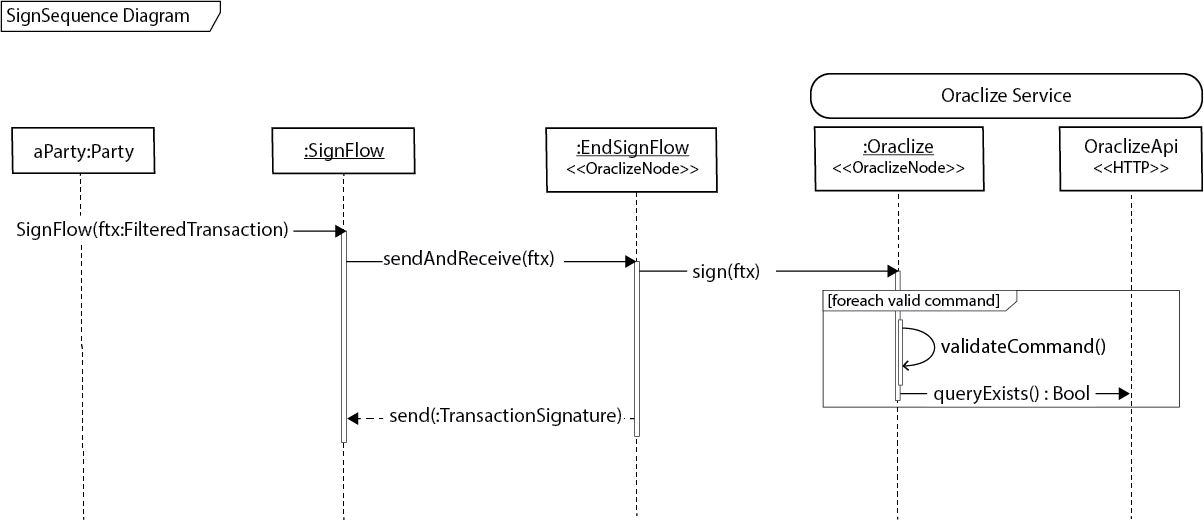 SignSequence Diagram
Oraclize Service
aParty:Party
:SignFlow
:EndSignFlow
<<OraclizeNode>>
:Oraclize
<<OraclizeNode>>
OraclizeApi
<<HTTP>>
SignFlow(ftx:FilteredTransaction)
sendAndReceive(ftx)
sign(ftx)
[foreach valid command]
validateCommand()
queryExists() : Bool
send(:TransactionSignature)